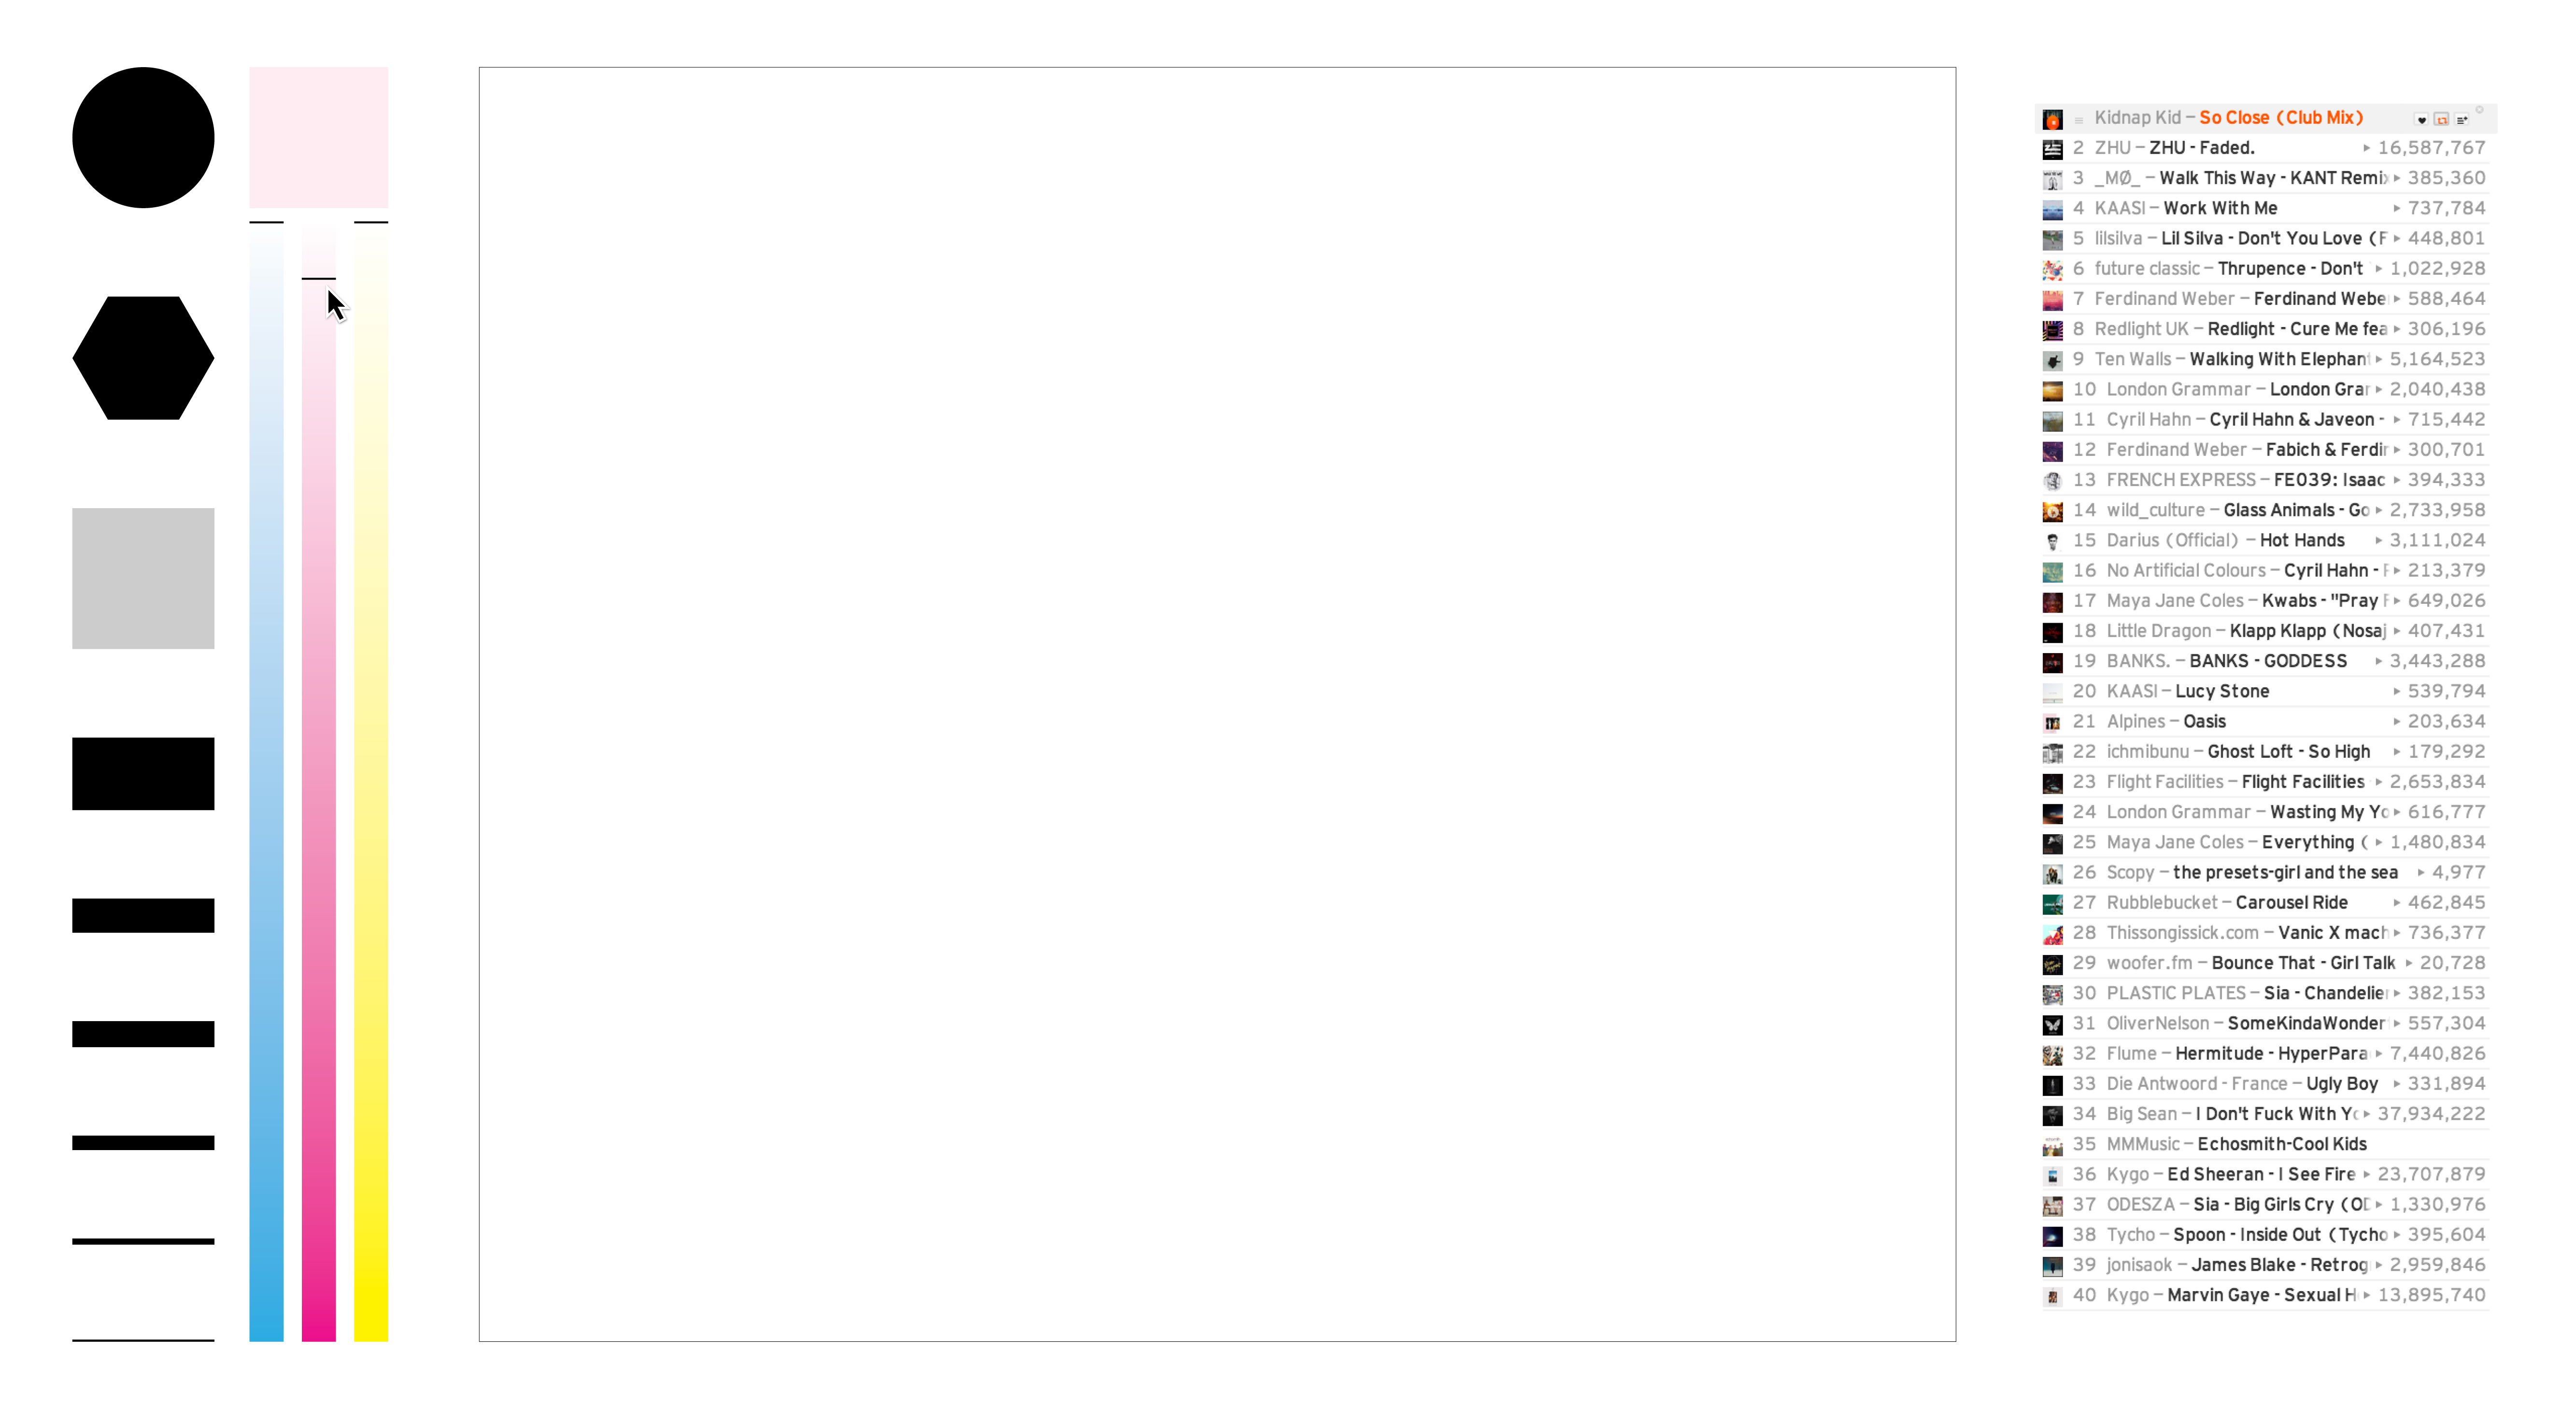 Kidnap Kid – So Close (Club Mix)
2 ZHU – ZHU - Faded. 16,587,767
3 _MØ_ – Walk This Way - KANT Remix 385,360
4 KAASI – Work With Me 737,784
5 lilsilva – Lil Silva - Don't You Love (F 448,801
6 future classic – Thrupence - Don't 1,022,928
7 Ferdinand Weber – Ferdinand Webe 588,464
8 Redlight UK – Redlight - Cure Me fea 306,196
9 Ten Walls – Walking With Elephant 5,164,523
10 London Grammar – London Gra 2,040,438
11 Cyril Hahn – Cyril Hahn & Javeon - 715,442
12 Ferdinand Weber – Fabich & Ferdin 300,701
13 FRENCH EXPRESS – FE039: Isaac 394,333
14 wild_culture – Glass Animals - Go 2,733,958
15 Darius (Official) – Hot Hands 3,111,024
16 No Artificial Colours – Cyril Hahn - 213,379
17 Maya Jane Coles – Kwabs - "Pray 649,026
18 Little Dragon – Klapp Klapp (Nosaj 407,431
19 BANKS. – BANKS - GODDESS 3,443,288
20 KAASI – Lucy Stone 539,794
21 Alpines – Oasis 203,634
22 ichmibunu – Ghost Loft - So High 179,292
23 Flight Facilities – Flight Facilities 2,653,834
24 London Grammar – Wasting My Yo 616,777
25 Maya Jane Coles – Everything ( 1,480,834
26 Scopy – the presets-girl and the sea 4,977
27 Rubblebucket – Carousel Ride 462,845
28 Thissongissick.com – Vanic X mach 736,377
29 woofer.fm – Bounce That - Girl Talk 20,728
30 PLASTIC PLATES – Sia - Chandelier 382,153
31 OliverNelson – SomeKindaWonder 557,304
32 Flume – Hermitude - HyperPara 7,440,826
33 Die Antwoord - France – Ugly Boy 331,894
34 Big Sean – I Don't Fuck With Yo 37,934,222
35 MMMusic – Echosmith-Cool Kids
36 Kygo – Ed Sheeran - I See Fire 23,707,879
37 ODESZA – Sia - Big Girls Cry (OD 1,330,976
38 Tycho – Spoon - Inside Out (Tycho 395,604
39 jonisaok – James Blake - Retrog 2,959,846
40 Kygo – Marvin Gaye - Sexual H 13,895,740